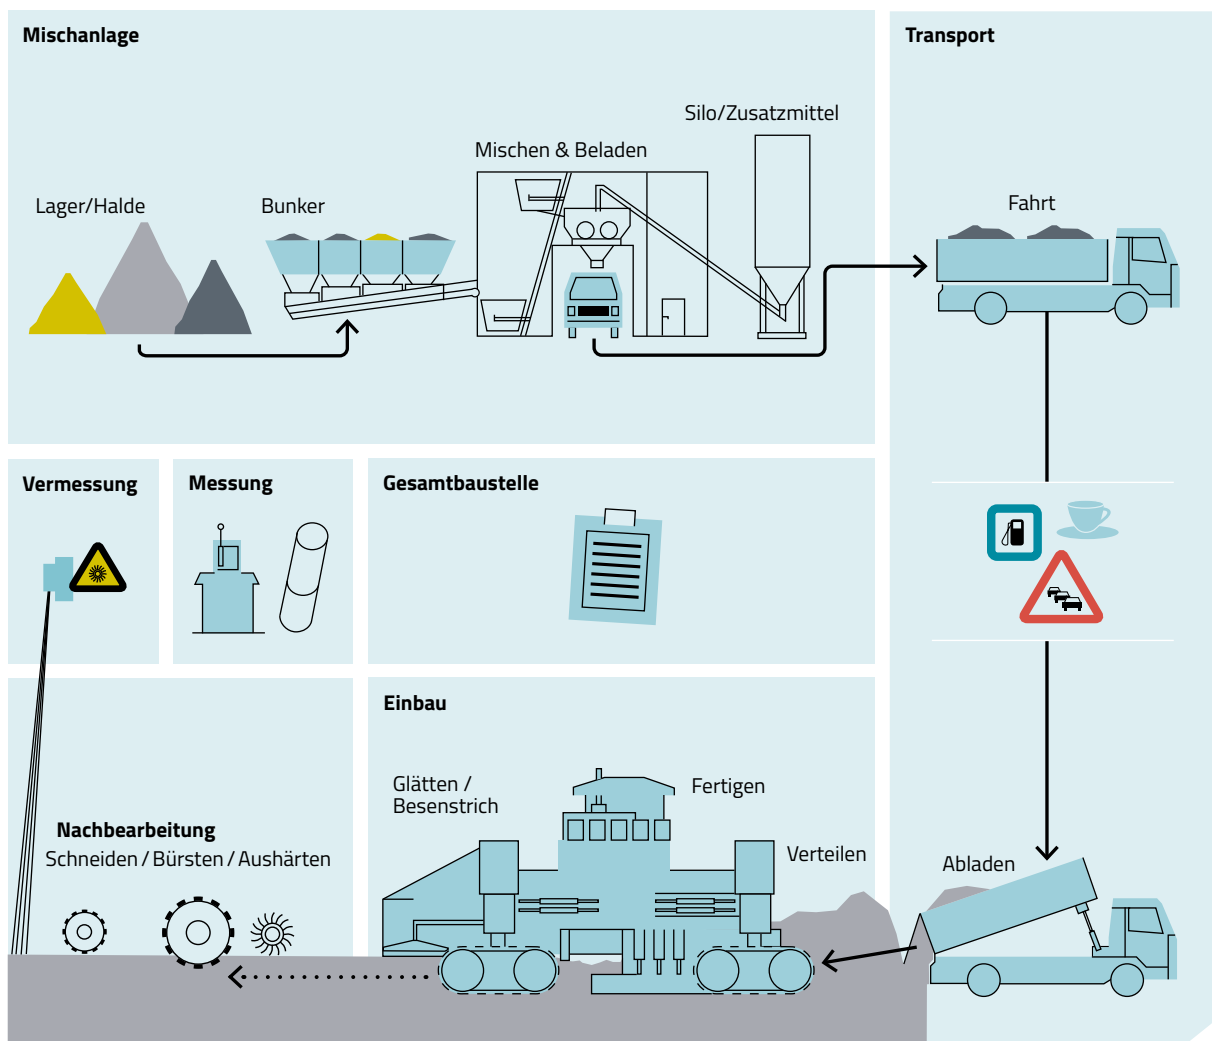 Mischanlage
Silo/Zusatzmittel
Mischen & Beladen
Lager/Halde
Bunker
Transport
Fahrt
Vermessung
Messung
Gesamtbaustelle
Einbau
Glätten /
Besenstrich
Fertigen
Verteilen
Abladen
Nachbearbeitung
Schneiden / Bürsten / Aushärten